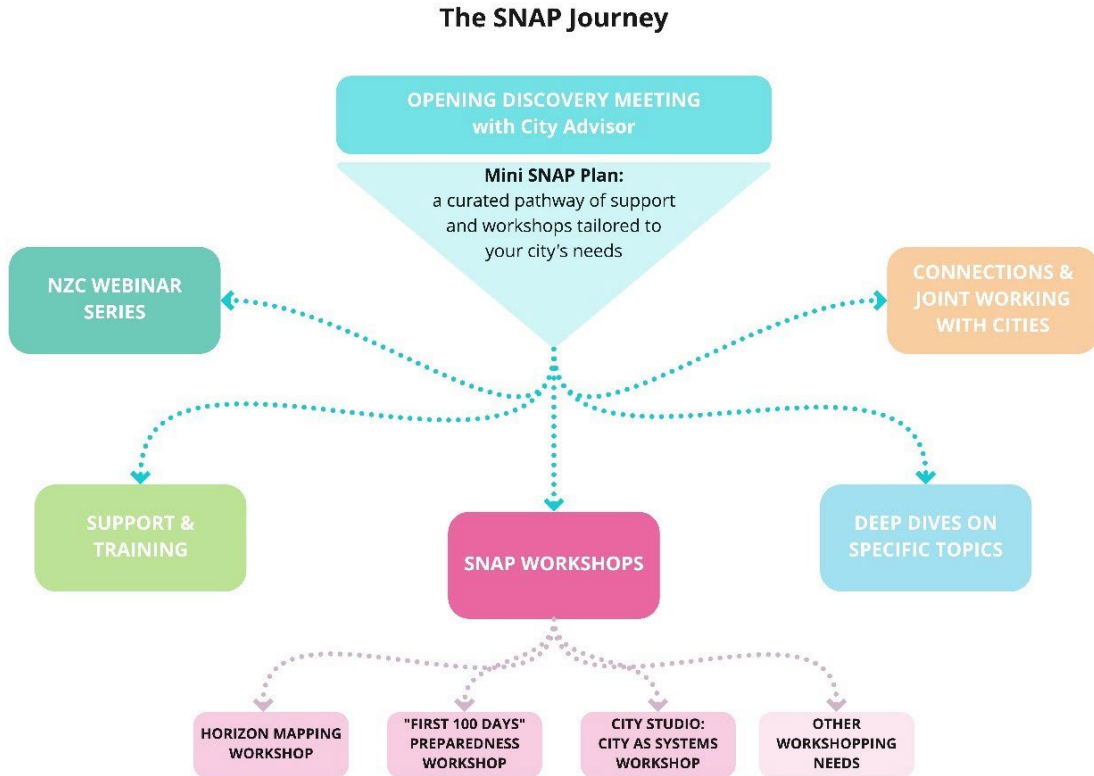 The SNAP Journey
OPENING DISCOVERY MEETING
with City Advisor
Mini SNAP Plan:
a curated pathway of support
and workshops tailored to
your city's needs
NZC WEBINAR
SERIES
CONNECTIONS &
JOINT WORKING
WITH CITIES
SUPPORT &
TRAINING
SNAP WORKSHOPS
DEEP DIVES ON
SPECIFIC TOPICS
HORIZON MAPPING
WORKSHOP
"FIRST 100 DAYS"
PREPAREDNESS
WORKSHOP
CITY STUDIO:
CITY AS SYSTEMS
WORKSHOP
OTHER
WORKSHOPPING
NEEDS